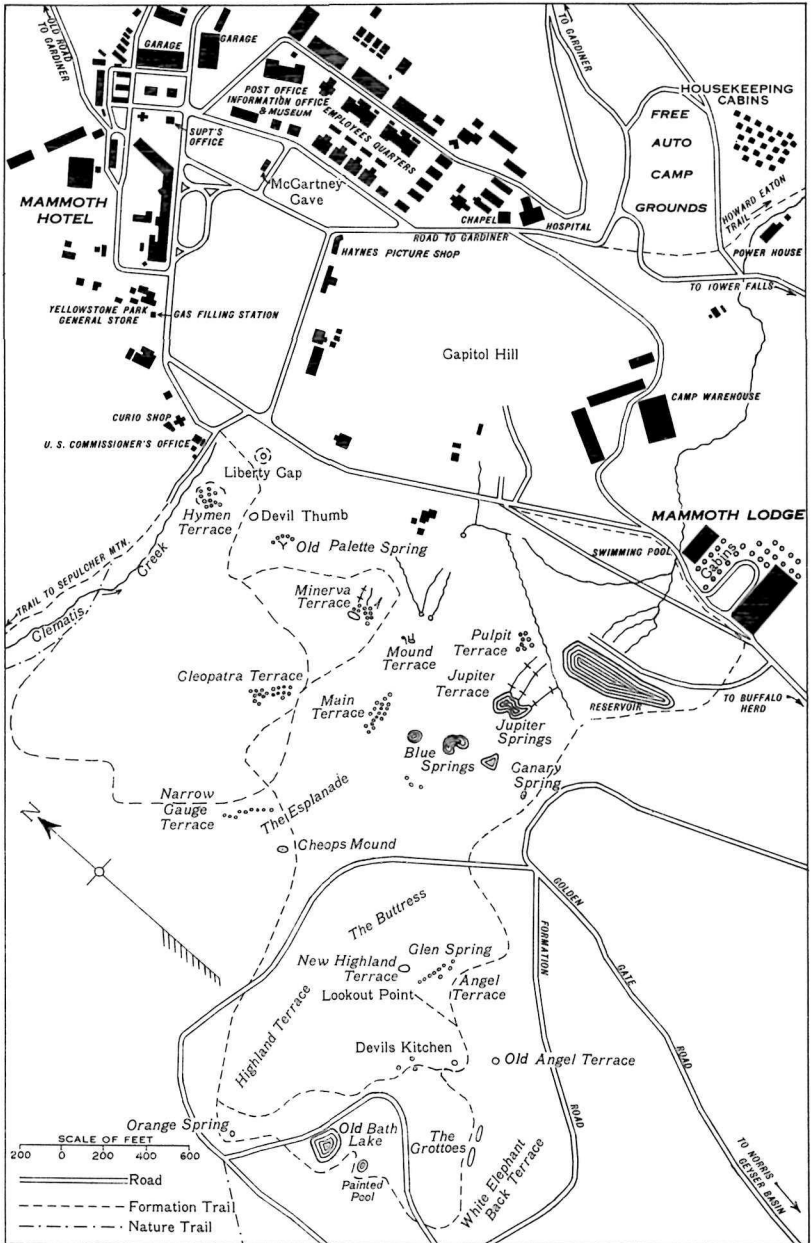 OLD ROAD
TO GARDINER
GARAGE
GARAGE
TO GARDINER
POST OFFICE
INFORMATION OFFICE
& MUSEUM
EMPLOYEES QUARTERS
SUPT'S
OFFICE
HOUSEKEEPING
CABINS
FREE
AUTO
CAMP
GROUNDS
MAMMOTH
HOTEL
McGartney
Gave
CHAPEL
HOSPITAL
HOWARD EATON
TRAIL
ROAD TO GARDINER
HAYNES PICTURE SHOP
POWER HOUSE
TO LOWER FALLS
YELLOWSTONE PARK
GENERAL STORE
GAS FILLING STATION
Gapitol Hill
CAMP WAREHOUSE
CURIO SHOP
U. S. COMMISSIONER'S OFFICE
Liberty Gap
Hymen
Terrace
Devil Thumb
Old Palette Spring
MAMMOTH LODGE
SWIMMING POOL
Cabins
TRAIL TO SEPULCHER MTN.
Glematis Creek
Minerva
Terrace
Mound
Terrace
Pulpit
Terrace
Gleopatra Terrace
Main
Terrace
Jupiter
Terrace
RESERVOIR
TO BUFFALO
HERD
Jupiter
Springs
Blue
Springs
Ganary
Spring
Narrow
Gauge
Terrace
The Esplanade
N
Gheops Mound
GOLDEN GATE ROAD
The Buttress
FORMATION ROAD
Glen Spring
New Highland
Terrace
Angel
Terrace
Lookout Point
Highland Terrace
Devils Kitchen
Old Angel Terrace
Orange Spring
Old Bath
Lake
The
Grottoes
Painted
Pool
White Elephant
Back Terrace
TO NORRIS
GEYSER BASIN
SCALE OF FEET
200 0 200 400 600
Road
Formation Trail
Nature Trail